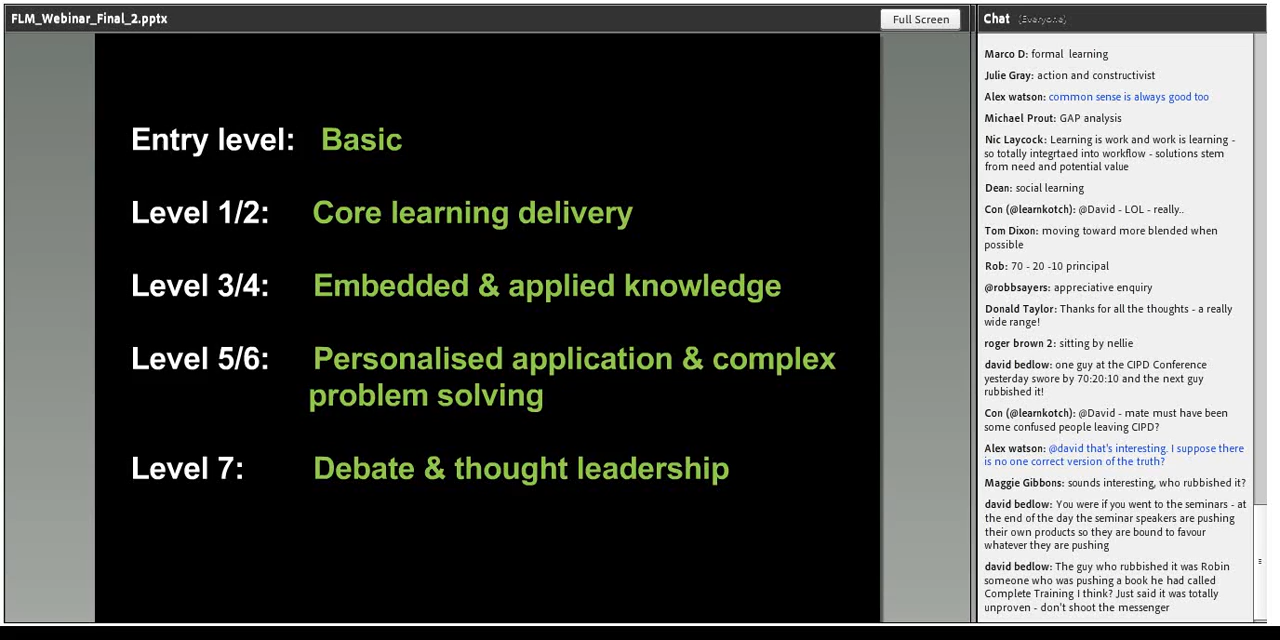 FLM_Webinar_Final_2.pptx
Full Screen
Entry level: Basic
Level 1/2: Core learning delivery
Level 3/4: Embedded & applied knowledge
Level 5/6: Personalised application & complex
problem solving
Level 7: Debate & thought leadership
Chat (Everyone)
Marco D: formal learning
Julie Gray: action and constructivist
Alex watson: common sense is always good too
Michael Prout: GAP analysis
Nic Laycock: Learning is work and work is learning -
so totally integrtaed into workflow - solutions stem
from need and potential value
Dean: social learning
Con (@learnkotch): @David - LOL - really..
Tom Dixon: moving toward more blended when
possible
Rob: 70 - 20 -10 principal
@robbsayers: appreciative enquiry
Donald Taylor: Thanks for all the thoughts - a really
wide range!
roger brown 2: sitting by nellie
david bedlow: one guy at the CIPD Conference
yesterday swore by 70:20:10 and the next guy
rubbished it!
Con (@learnkotch): @David - mate must have been
some confused people leaving CIPD?
Alex watson: @david that's interesting. I suppose there
is no one correct version of the truth?
Maggie Gibbons: sounds interesting, who rubbished it?
david bedlow: You were if you went to the seminars - at
the end of the day the seminar speakers are pushing
their own products so they are bound to favour
whatever they are pushing
david bedlow: The guy who rubbished it was Robin
someone who was pushing a book he had called
Complete Training I think? Just said it was totally
unproven - don't shoot the messenger